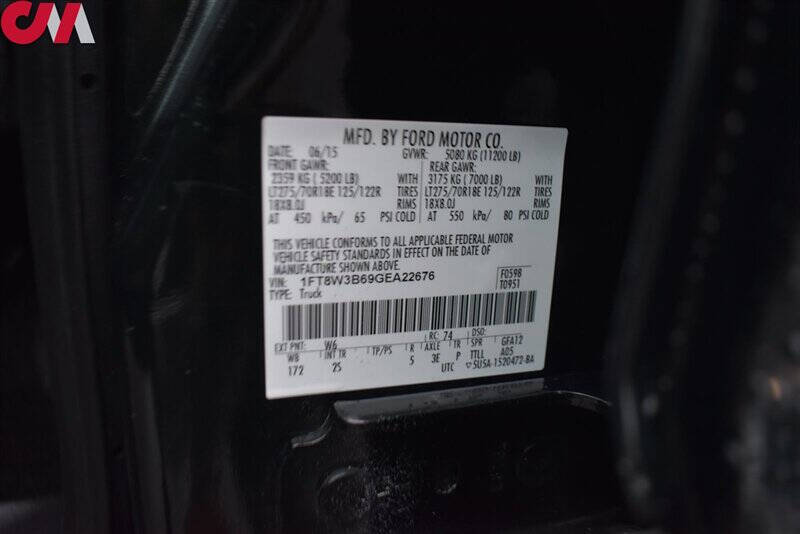 CM
MFD. BY FORD MOTOR CO.
DATE: 06/15 GVWR: 5080 KG (11200 LB)
FRONT GAWR: REAR GAWR:
2359 KG (5200 LB) WITH 3175 KG (7000 LB) WITH
LT275/70R18E 125/122R TIRES LT275/70R18E 125/122R TIRES
18X8.0J RIMS 18X8.0J RIMS
AT 450 kPa/ 65 PSI COLD AT 550 kPa/ 80 PSI COLD
THIS VEHICLE CONFORMS TO ALL APPLICABLE FEDERAL MOTOR
VEHICLE SAFETY STANDARDS IN EFFECT ON THE DATE OF
MANUFACTURE SHOWN ABOVE.
VIN: 1FT8W3B69GEA22676 F0598
TYPE: Truck T0951
EXT PNT: W6 RC: 74 DSO:
WB INT TR TP/PS R AXLE TR SPR GFA12
172 2S 5 3E P TTLL A05
UTC ▽5U5A-1520472-BA